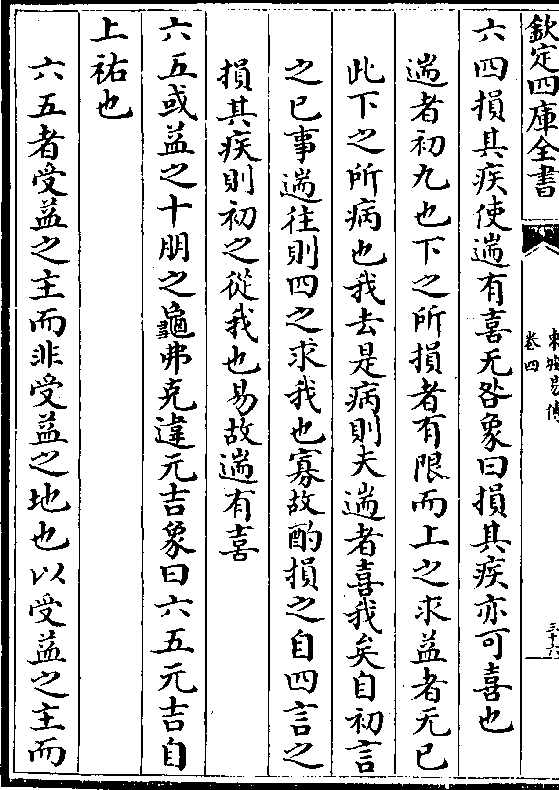 欽定四庫全書
東坡易傳
卷四
三十六
六四損其疾使遄有喜无咎象曰損其疾亦可喜也
遄者初九也下之所損者有限而上之求益者无已
此下之所病也我去是病則夫遄者喜我矣自初言
之已事遄往則四之求我也寡故酌損之自四言之
損其疾則初之從我也易故遄有喜
六五或益之十朋之龜弗克違元吉象曰六五元吉自
上祐也
六五者受益之主而非受益之地也以受益之主而